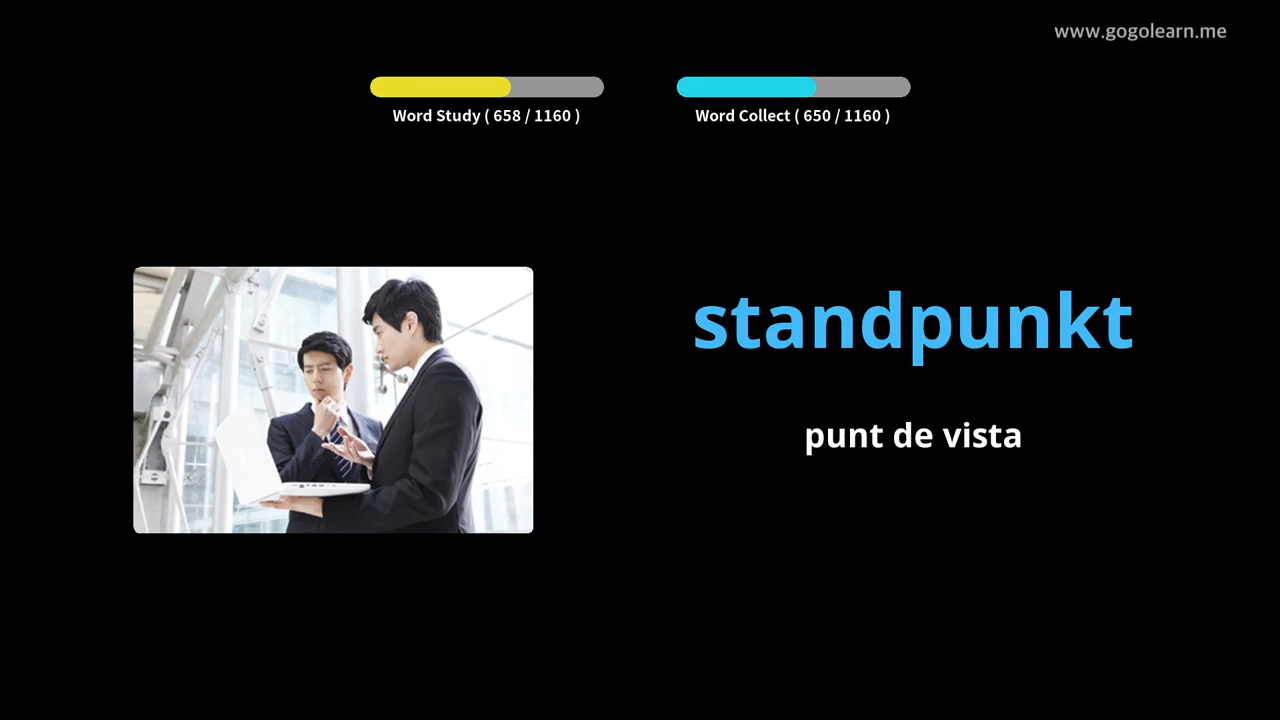 www.gogolearn.me
Word Study ( 658 / 1160 )
Word Collect ( 650 / 1160 )
standpunkt
punt de vista